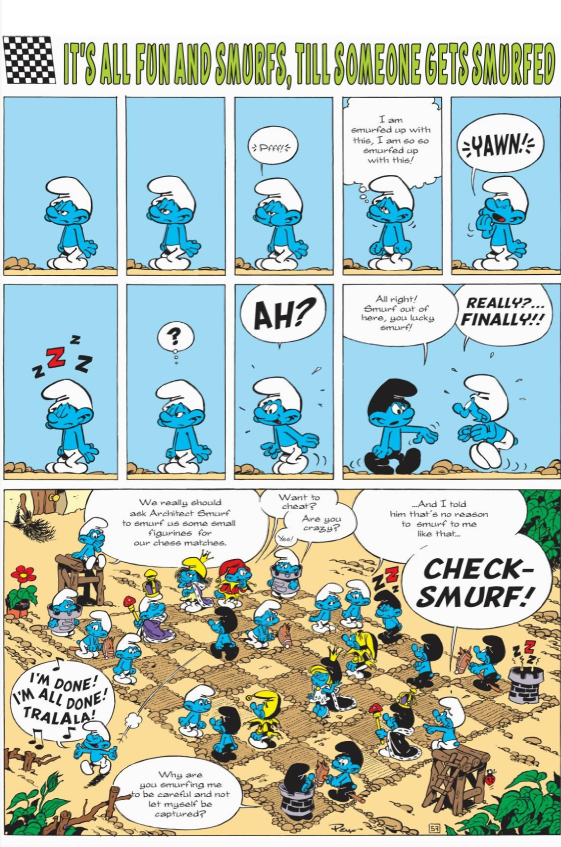 IT'S ALL FUN AND SMURFS, TILL SOMEONE GETS SMURFED
Pfff!
I am
smurfed up with
this, I am so so
smurfed up
with this!
YAWN!
z z z
?
AH?
All right!
Smurf out of
here, you lucky
smurf!
REALLY?...
FINALLY!!
We really should
ask Architect Smurf
to smurf us some small
figurines for
our chess matches.
Want to
cheat?
Are you
crazy?
Yes!
...And I told
him that's no reason
to smurf to me
like that...
CHECK-
SMURF!
z z z
z z z
I'M DONE!
I'M ALL DONE!
TRALALA!
Why are
you smurfing me
to be careful and not
let myself be
captured?
Peyo